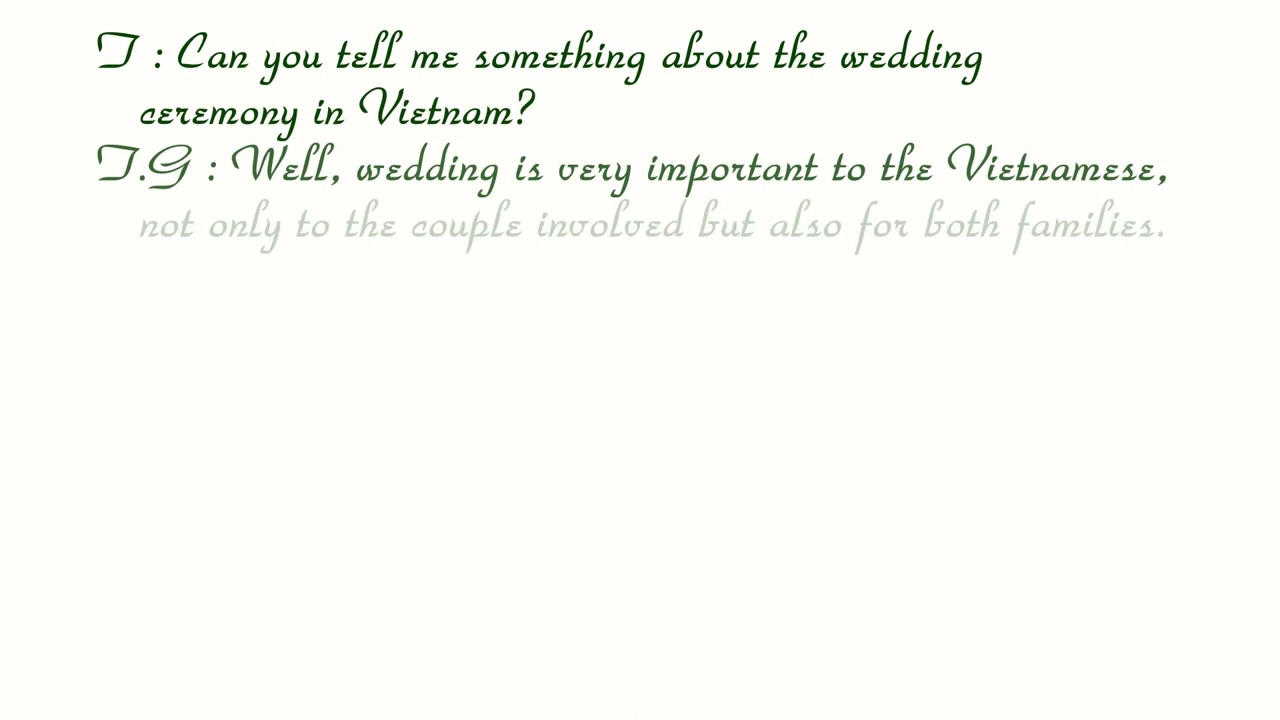 T : Can you tell me something about the wedding
ceremony in Vietnam?
T.G : Well, wedding is very important to the Vietnamese,
not only to the couple involved but also for both families.